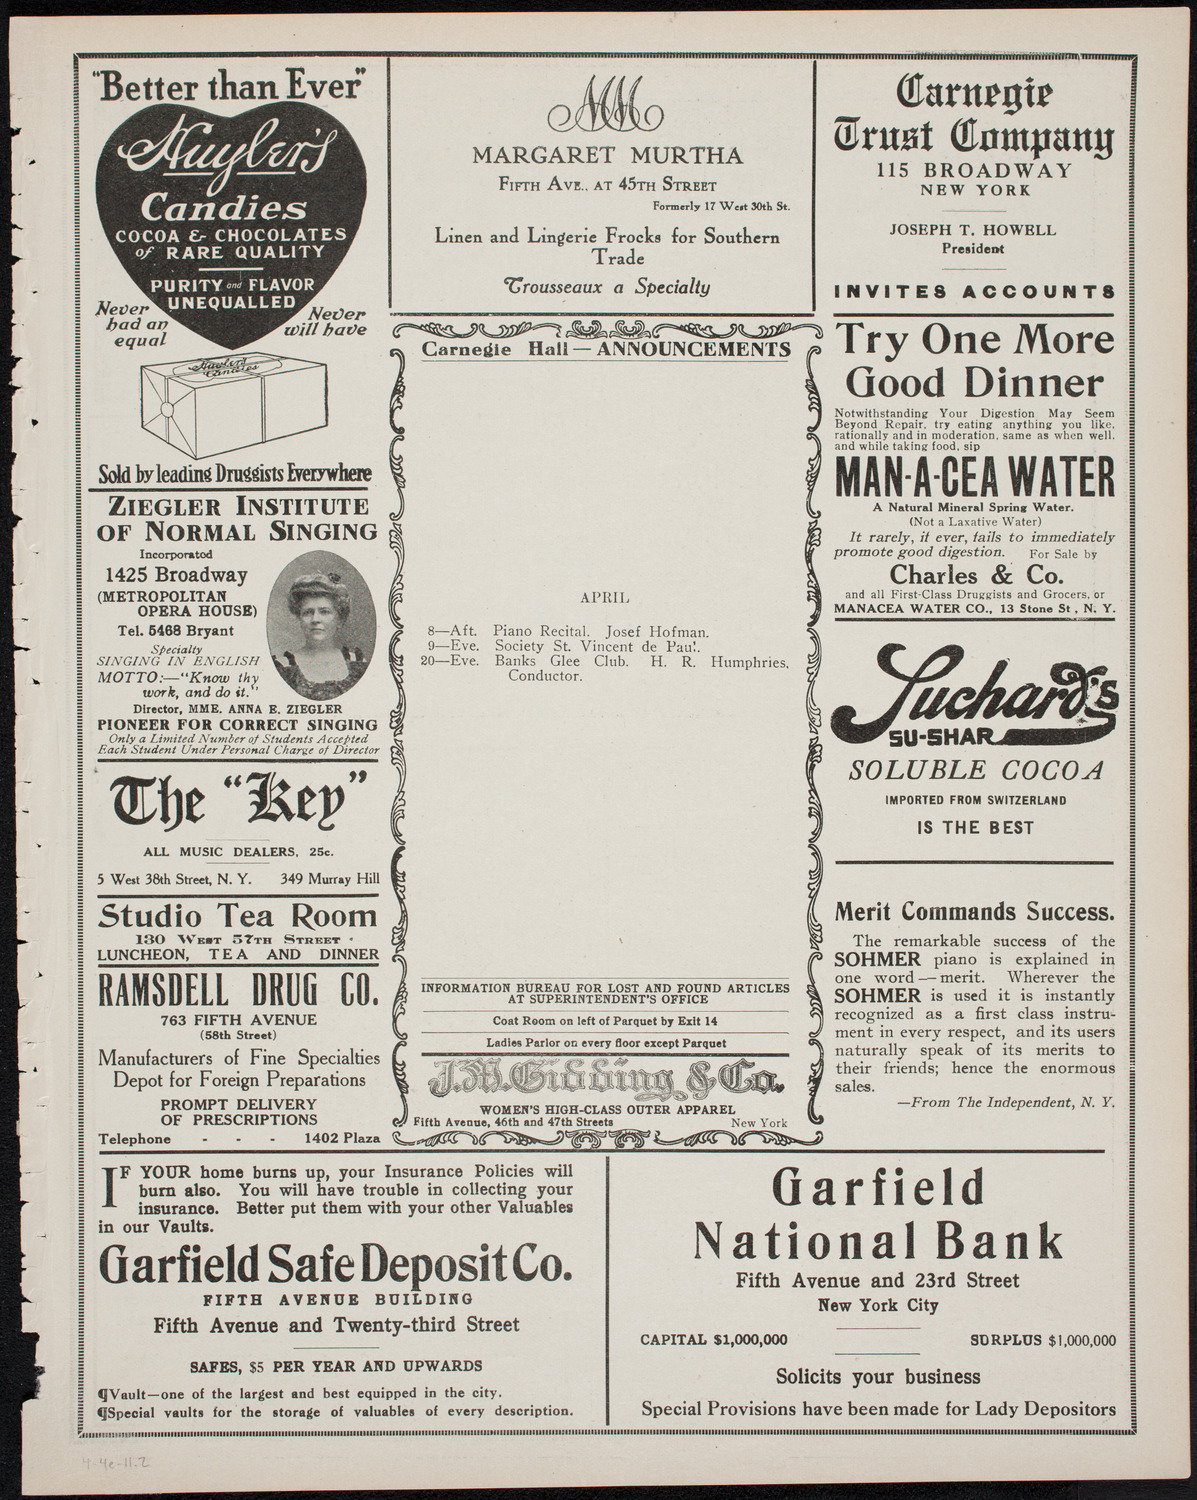 "Better than Ever"
Huyler's
Candies
COCOA & CHOCOLATES
of RARE QUALITY
PURITY and FLAVOR
UNEQUALLED
Never
had an
equal
Never
will have
Huyler's
Candies
Sold by leading Druggists Everywhere
ZIEGLER INSTITUTE
OF NORMAL SINGING
Incorporated
1425 Broadway
(METROPOLITAN
OPERA HOUSE)
Tel. 5468 Bryant
Specialty
SINGING IN ENGLISH
MOTTO:—"Know thy
work, and do it."
Director, MME. ANNA E. ZIEGLER
PIONEER FOR CORRECT SINGING
Only a Limited Number of Students Accepted
Each Student Under Personal Charge of Director
The "Key"
ALL MUSIC DEALERS, 25c.
5 West 38th Street, N. Y. 349 Murray Hill
Studio Tea Room
130 WEST 57TH STREET
LUNCHEON, TEA AND DINNER
RAMSDELL DRUG CO.
763 FIFTH AVENUE
(58th Street)
Manufacturers of Fine Specialties
Depot for Foreign Preparations
PROMPT DELIVERY
OF PRESCRIPTIONS
Telephone - - - 1402 Plaza
MM
MARGARET MURTHA
FIFTH AVE., AT 45TH STREET
Formerly 17 West 30th St.
Linen and Lingerie Frocks for Southern
Trade
Trousseaux a Specialty
Carnegie Hall—ANNOUNCEMENTS
APRIL
8—Aft. Piano Recital. Josef Hofman.
9—Eve. Society St. Vincent de Paul.
20—Eve. Banks Glee Club. H. R. Humphries,
Conductor.
INFORMATION BUREAU FOR LOST AND FOUND ARTICLES
AT SUPERINTENDENT'S OFFICE
Coat Room on left of Parquet by Exit 14
Ladies Parlor on every floor except Parquet
J.M. Gidding & Co.
WOMEN'S HIGH-CLASS OUTER APPAREL
Fifth Avenue, 46th and 47th Streets New York
Carnegie
Trust Company
115 BROADWAY
NEW YORK
JOSEPH T. HOWELL
President
INVITES ACCOUNTS
Try One More
Good Dinner
Notwithstanding Your Digestion May Seem
Beyond Repair, try eating anything you like,
rationally and in moderation, same as when well,
and while taking food, sip
MAN-A-CEA WATER
A Natural Mineral Spring Water.
(Not a Laxative Water)
It rarely, if ever, fails to immediately
promote good digestion. For Sale by
Charles & Co.
and all First-Class Druggists and Grocers, or
MANACEA WATER CO., 13 Stone St., N. Y.
Suchard's
SU-SHAR
SOLUBLE COCOA
IMPORTED FROM SWITZERLAND
IS THE BEST
Merit Commands Success.
The remarkable success of the
SOHMER piano is explained in
one word—merit. Wherever the
SOHMER is used it is instantly
recognized as a first class instru-
ment in every respect, and its users
naturally speak of its merits to
their friends; hence the enormous
sales.
—From The Independent, N. Y.
IF YOUR home burns up, your Insurance Policies will
burn also. You will have trouble in collecting your
insurance. Better put them with your other Valuables
in our Vaults.
Garfield Safe Deposit Co.
FIFTH AVENUE BUILDING
Fifth Avenue and Twenty-third Street
SAFES, $5 PER YEAR AND UPWARDS
¶Vault—one of the largest and best equipped in the city.
¶Special vaults for the storage of valuables of every description.
Garfield
National Bank
Fifth Avenue and 23rd Street
New York City
CAPITAL $1,000,000 SURPLUS $1,000,000
Solicits your business
Special Provisions have been made for Lady Depositors
4-4e-11.2